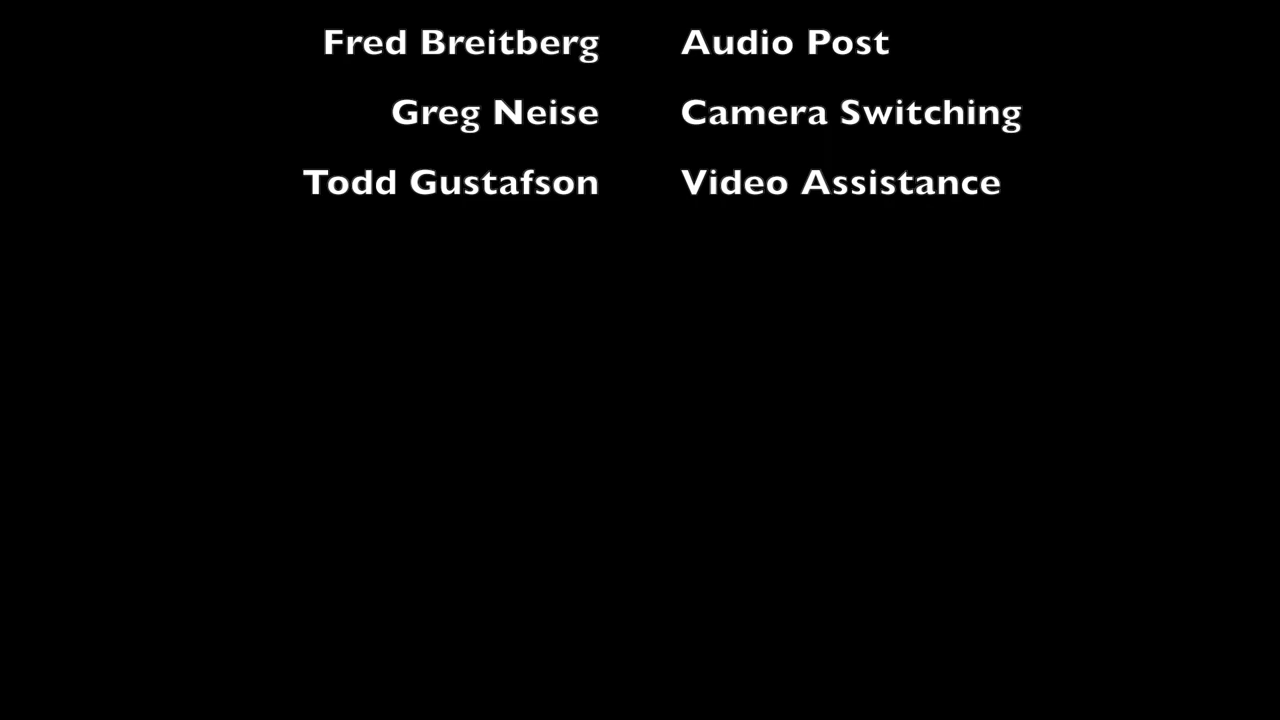 Fred Breitberg Audio Post
Greg Neise Camera Switching
Todd Gustafson Video Assistance